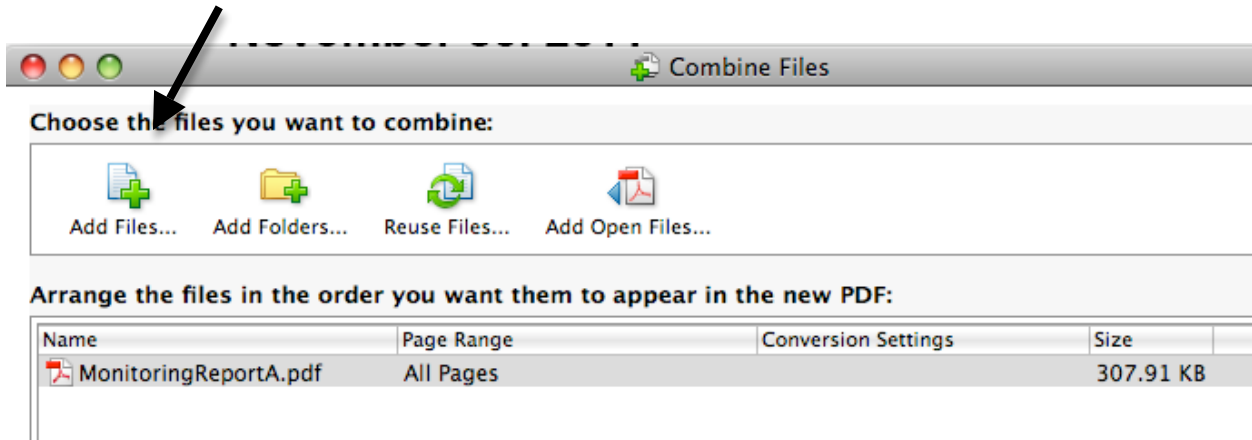 Combine Files
Choose the files you want to combine:
Add Files... Add Folders... Reuse Files... Add Open Files...
Arrange the files in the order you want them to appear in the new PDF:
Name Page Range Conversion Settings Size
MonitoringReportA.pdf All Pages 307.91 KB